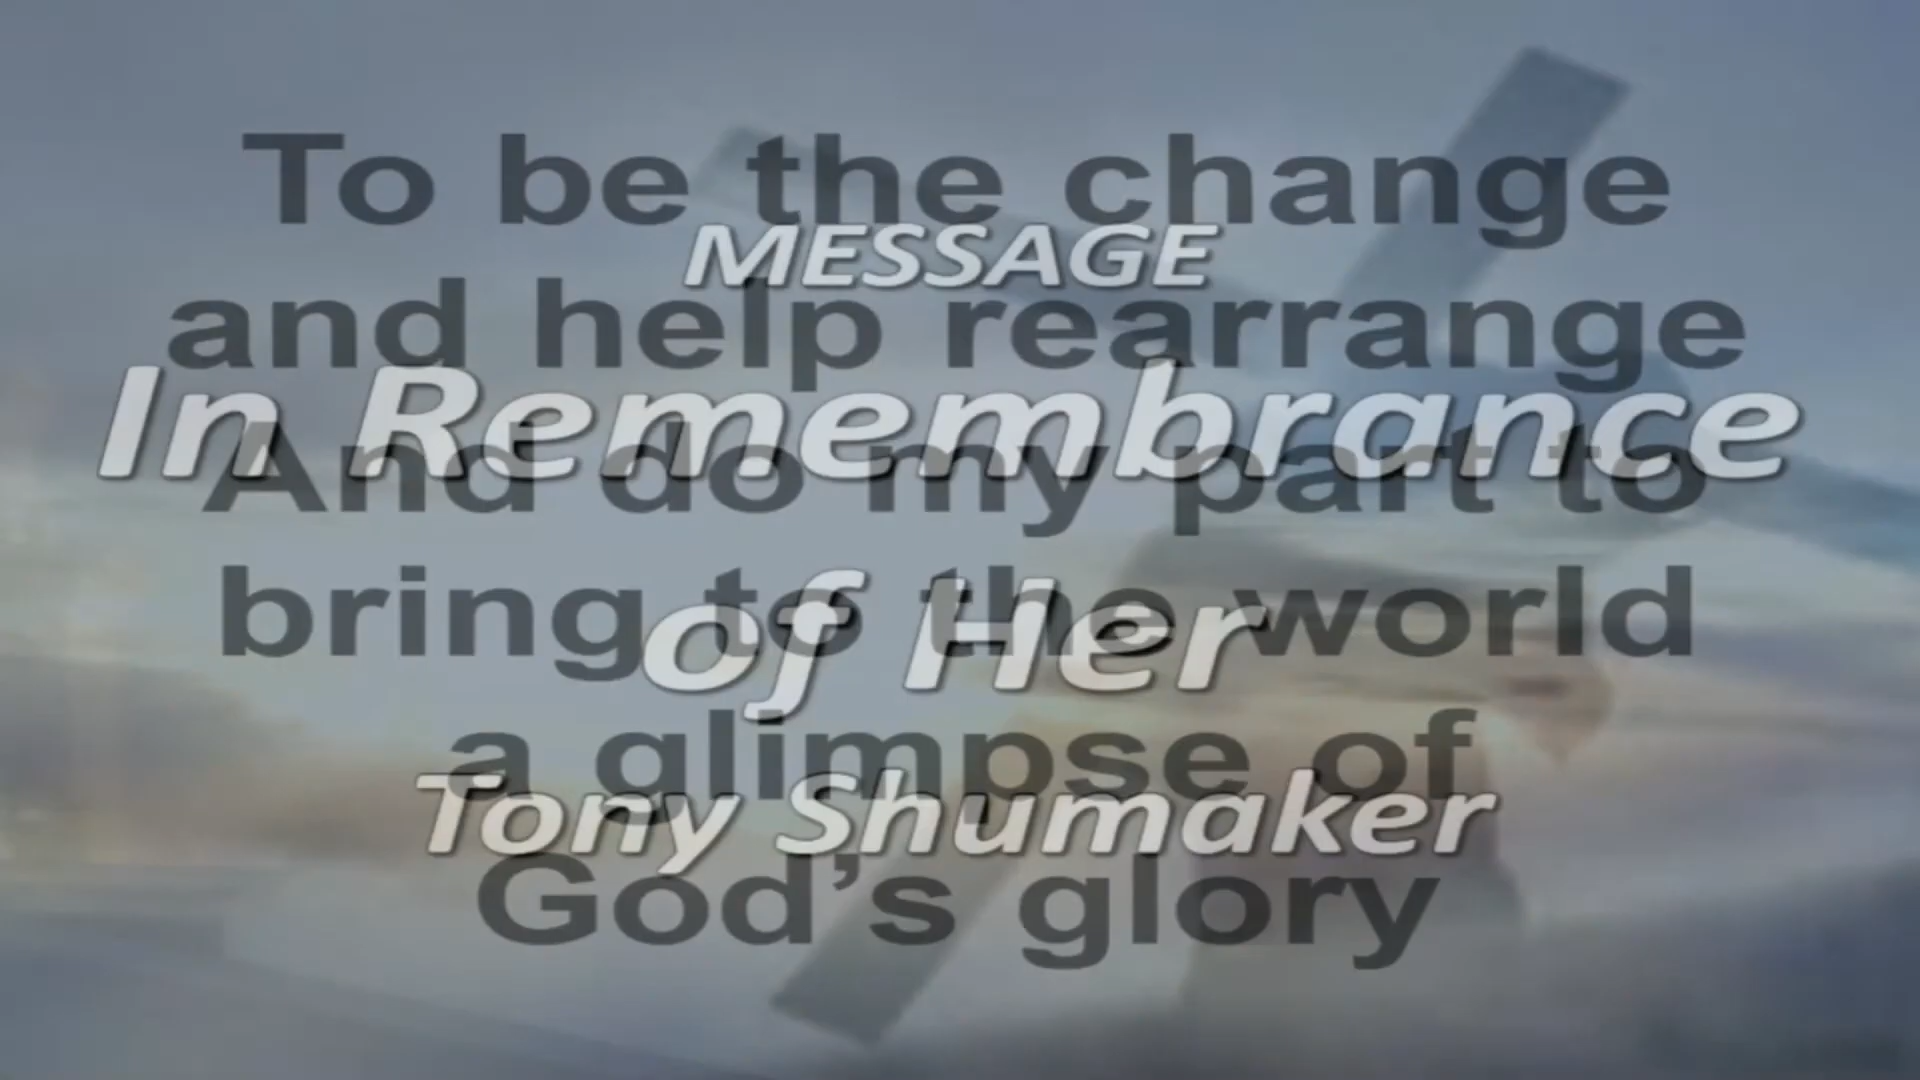 To be the change
MESSAGE
and help rearrange
In Remembrance
And do my part to
bring to the world
of Her
a glimpse of
Tony Shumaker
God's glory